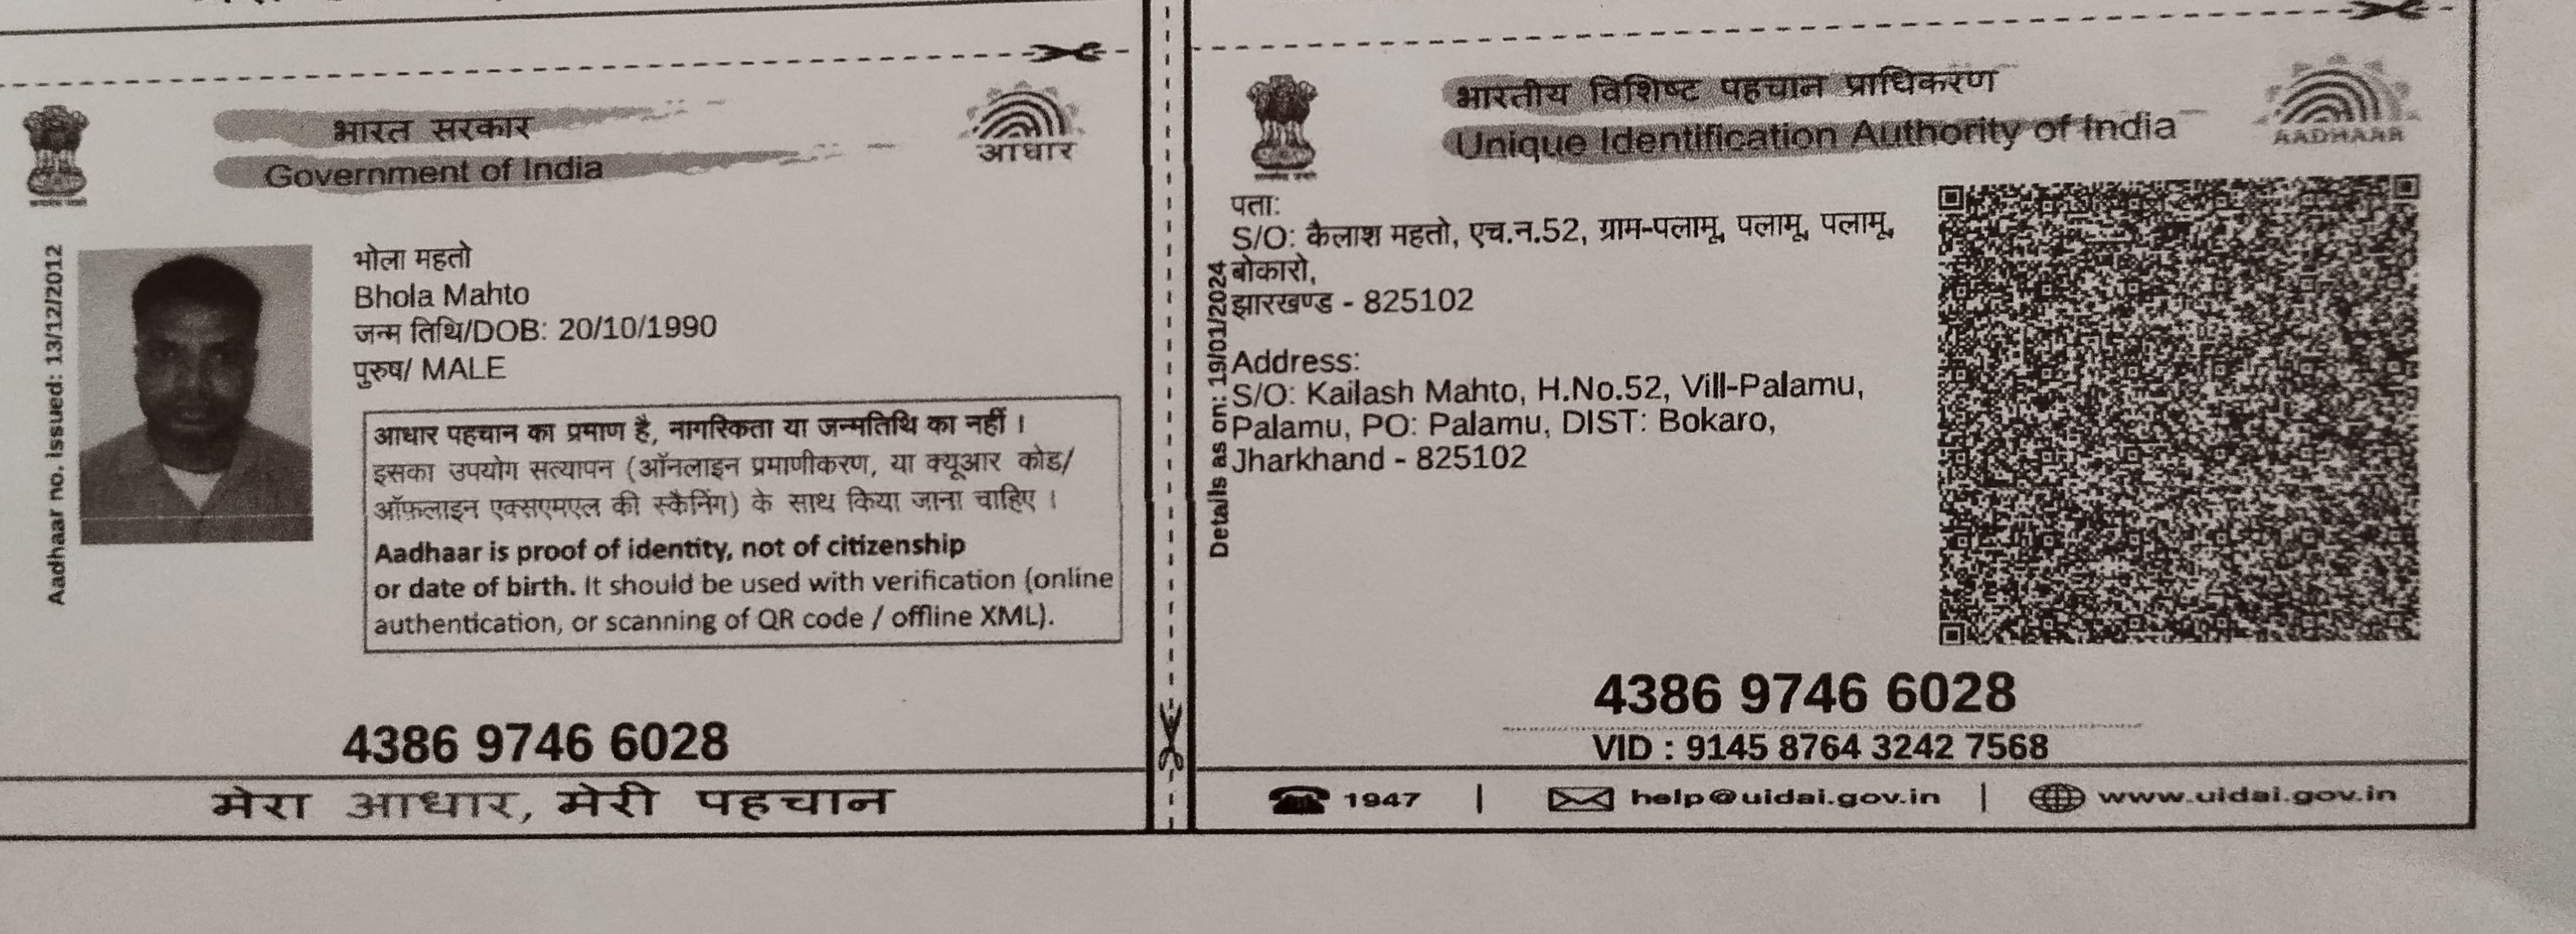 भारत सरकार
Government of India
आधार
Aadhaar no. issued: 13/12/2012
भोला महतो
Bhola Mahto
जन्म तिथि/DOB: 20/10/1990
पुरुष/ MALE
आधार पहचान का प्रमाण है, नागरिकता या जन्मतिथि का नहीं ।
इसका उपयोग सत्यापन (ऑनलाइन प्रमाणीकरण, या क्यूआर कोड/
ऑफ़लाइन एक्सएमएल की स्कैनिंग) के साथ किया जाना चाहिए ।
Aadhaar is proof of identity, not of citizenship
or date of birth. It should be used with verification (online
authentication, or scanning of QR code / offline XML).
4386 9746 6028
मेरा आधार, मेरी पहचान
भारतीय विशिष्ट पहचान प्राधिकरण
Unique Identification Authority of India
AADHAAR
Details as on: 19/01/2024
पता:
S/O: कैलाश महतो, एच.न.52, ग्राम-पलामू, पलामू, पलामू,
बोकारो,
झारखण्ड - 825102
Address:
S/O: Kailash Mahto, H.No.52, Vill-Palamu,
Palamu, PO: Palamu, DIST: Bokaro,
Jharkhand - 825102
4386 9746 6028
VID : 9145 8764 3242 7568
1947 | help@uidai.gov.in | www.uidai.gov.in